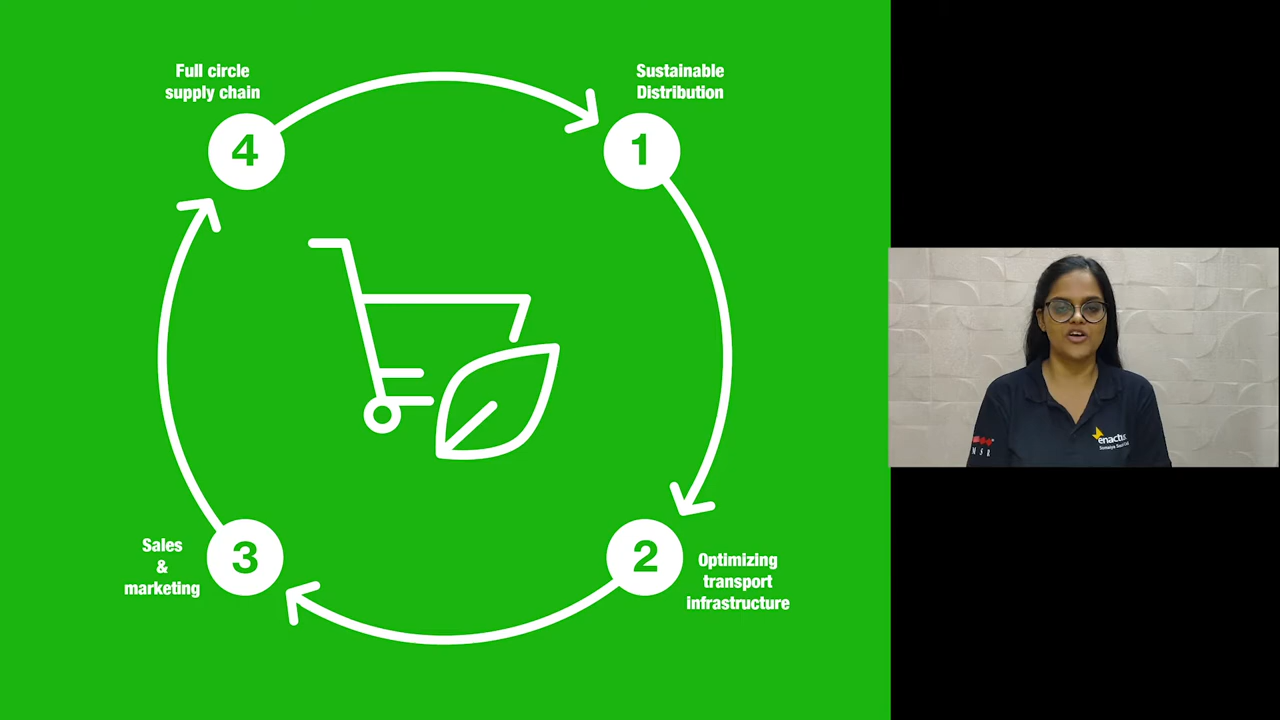 Full circle
supply chain
4
Sustainable
Distribution
1
Sales
&
marketing
3
2
Optimizing
transport
infrastructure
M S R
enactus